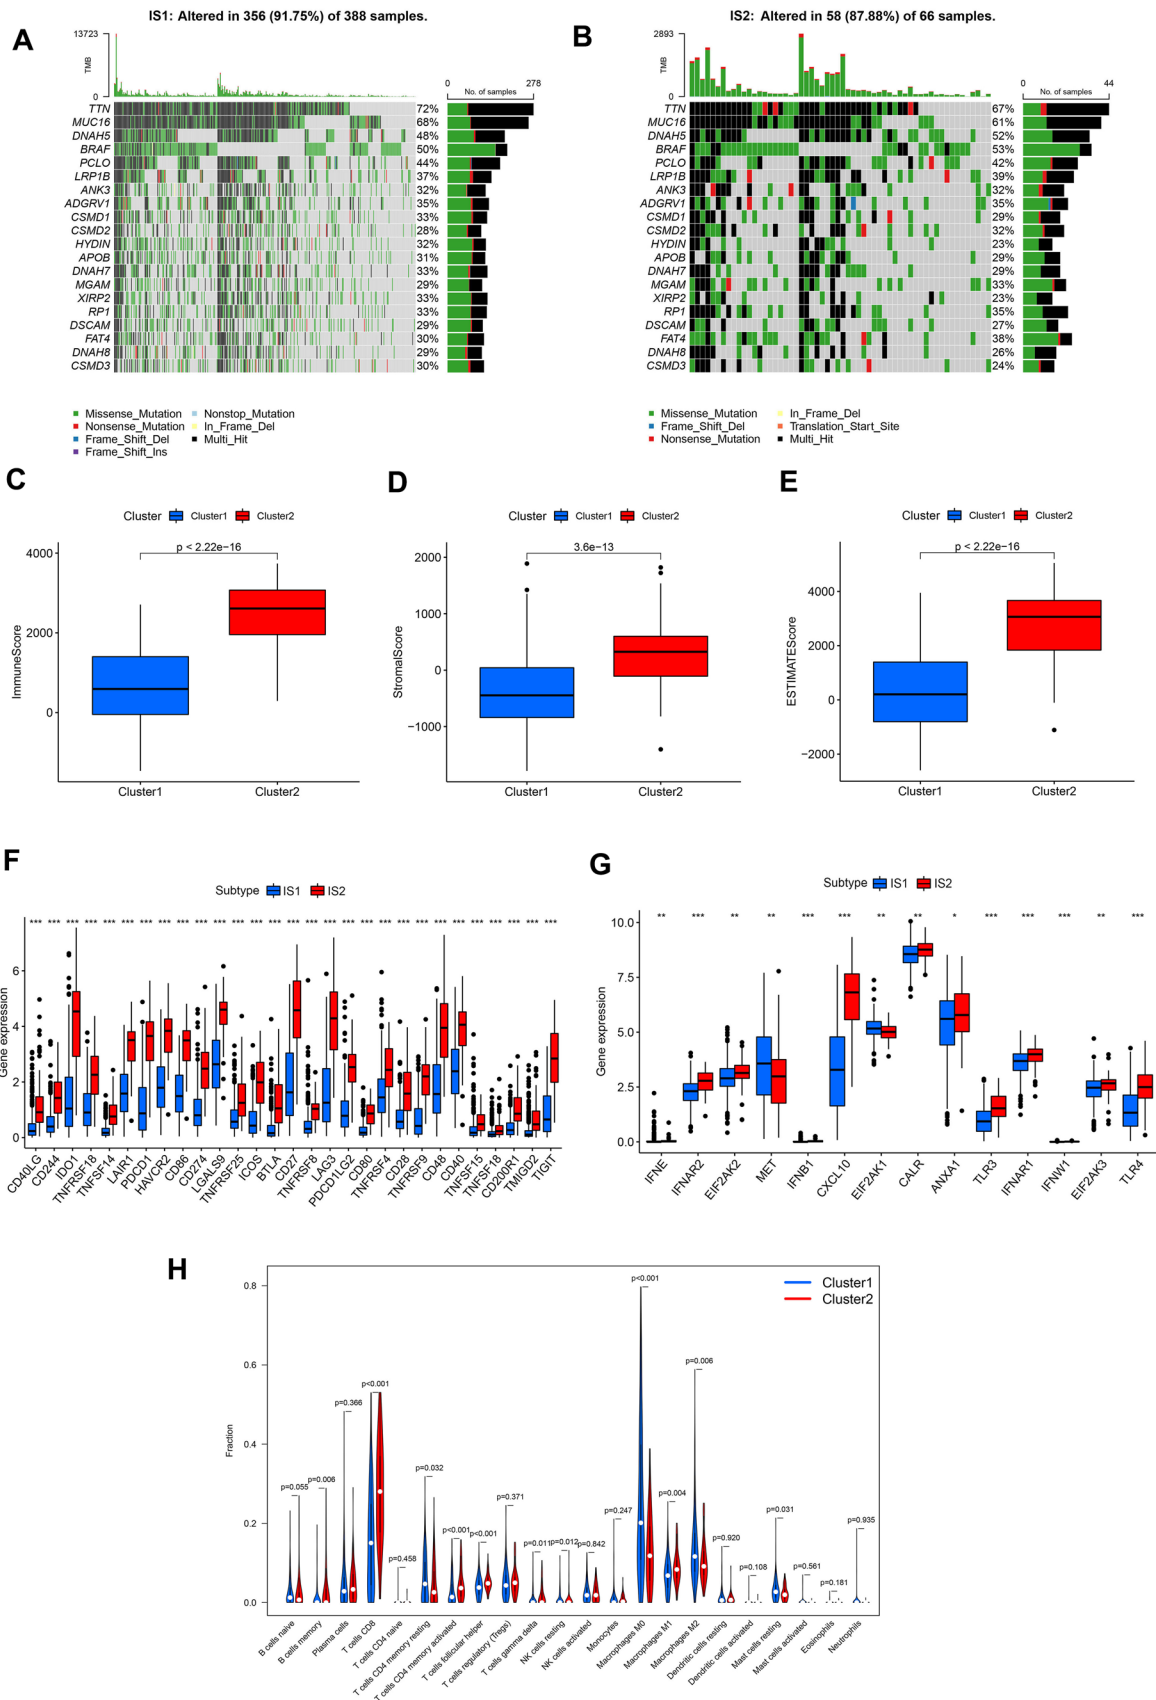 A
IS1: Altered in 356 (91.75%) of 388 samples.
13723
TMB
0
0
278
No. of samples
TTN 72%
MUC16 68%
DNAH5 48%
BRAF 50%
PCLO 44%
LRP1B 37%
ANK3 32%
ADGRV1 35%
CSMD1 33%
CSMD2 28%
HYDIN 32%
APOB 31%
DNAH7 33%
MGAM 29%
XIRP2 33%
RP1 33%
DSCAM 29%
FAT4 30%
DNAH8 29%
CSMD3 30%
Missense_Mutation Nonstop_Mutation
Nonsense_Mutation In_Frame_Del
Frame_Shift_Del Multi_Hit
Frame_Shift_Ins
B
IS2: Altered in 58 (87.88%) of 66 samples.
2893
TMB
0
0
44
No. of samples
TTN 67%
MUC16 61%
DNAH5 52%
BRAF 53%
PCLO 42%
LRP1B 39%
ANK3 32%
ADGRV1 35%
CSMD1 29%
CSMD2 32%
HYDIN 23%
APOB 29%
DNAH7 29%
MGAM 33%
XIRP2 23%
RP1 35%
DSCAM 27%
FAT4 38%
DNAH8 26%
CSMD3 24%
Missense_Mutation In_Frame_Del
Frame_Shift_Del Translation_Start_Site
Nonsense_Mutation Multi_Hit
C
Cluster Cluster1 Cluster2
p < 2.22e−16
4000
2000
0
ImmuneScore
Cluster1 Cluster2
D
Cluster Cluster1 Cluster2
3.6e−13
2000
1000
0
−1000
StromalScore
Cluster1 Cluster2
E
Cluster Cluster1 Cluster2
p < 2.22e−16
4000
2000
0
−2000
ESTIMATEScore
Cluster1 Cluster2
F
Subtype IS1 IS2
*** *** *** *** *** *** *** *** *** *** *** *** *** *** *** *** *** *** *** *** *** *** *** *** *** *** *** ***
6
4
2
0
Gene expression
CD40LG
CD244
IDO1
TNFRSF18
TNFSF14
LAIR1
PDCD1
HAVCR2
CD86
CD274
LGALS9
TNFRSF25
ICOS
BTLA
CD27
TNFRSF8
LAG3
PDCD1LG2
CD80
TNFRSF4
CD28
TNFRSF9
CD48
CD40
TNFSF15
TNFSF18
CD200R1
TMIGD2
TIGIT
G
Subtype IS1 IS2
** *** ** ** *** *** ** ** * *** *** *** ** ***
10.0
7.5
5.0
2.5
0.0
Gene expression
IFNE
IFNAR2
EIF2AK2
MET
IFNB1
CXCL10
EIF2AK1
CALR
ANXA1
TLR3
IFNAR1
IFNW1
EIF2AK3
TLR4
H
Cluster1
Cluster2
0.8
0.6
0.4
0.2
0.0
Fraction
p=0.055
p=0.006
p=0.366
p<0.001
p=0.458
p=0.032
p<0.001
p<0.001
p=0.371
p=0.011
p=0.012
p=0.842
p=0.247
p<0.001
p=0.004
p=0.006
p=0.920
p=0.108
p=0.031
p=0.561
p=0.181
p=0.935
B cells naive
B cells memory
Plasma cells
T cells CD8
T cells CD4 naive
T cells CD4 memory resting
T cells CD4 memory activated
T cells follicular helper
T cells regulatory (Tregs)
T cells gamma delta
NK cells resting
NK cells activated
Monocytes
Macrophages M0
Macrophages M1
Macrophages M2
Dendritic cells resting
Dendritic cells activated
Mast cells resting
Mast cells activated
Eosinophils
Neutrophils